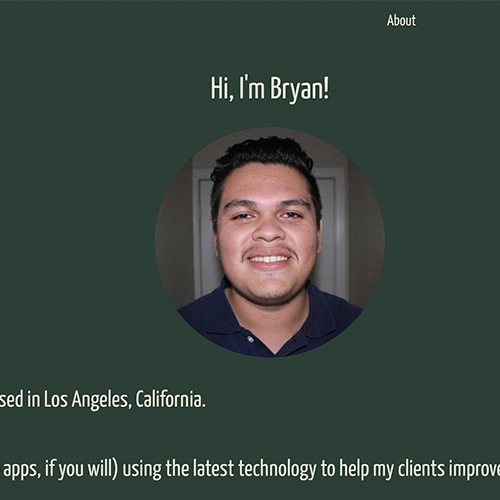 About
Hi, I'm Bryan!
sed in Los Angeles, California.
apps, if you will) using the latest technology to help my clients improve